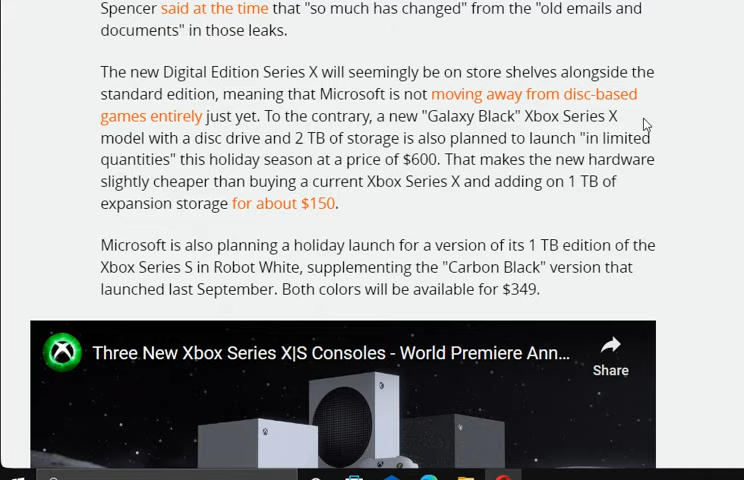 Spencer said at the time that "so much has changed" from the "old emails and
documents" in those leaks.
The new Digital Edition Series X will seemingly be on store shelves alongside the
standard edition, meaning that Microsoft is not moving away from disc-based
games entirely just yet. To the contrary, a new "Galaxy Black" Xbox Series X
model with a disc drive and 2 TB of storage is also planned to launch "in limited
quantities" this holiday season at a price of $600. That makes the new hardware
slightly cheaper than buying a current Xbox Series X and adding on 1 TB of
expansion storage for about $150.
Microsoft is also planning a holiday launch for a version of its 1 TB edition of the
Xbox Series S in Robot White, supplementing the "Carbon Black" version that
launched last September. Both colors will be available for $349.
Three New Xbox Series X|S Consoles - World Premiere Ann...
Share